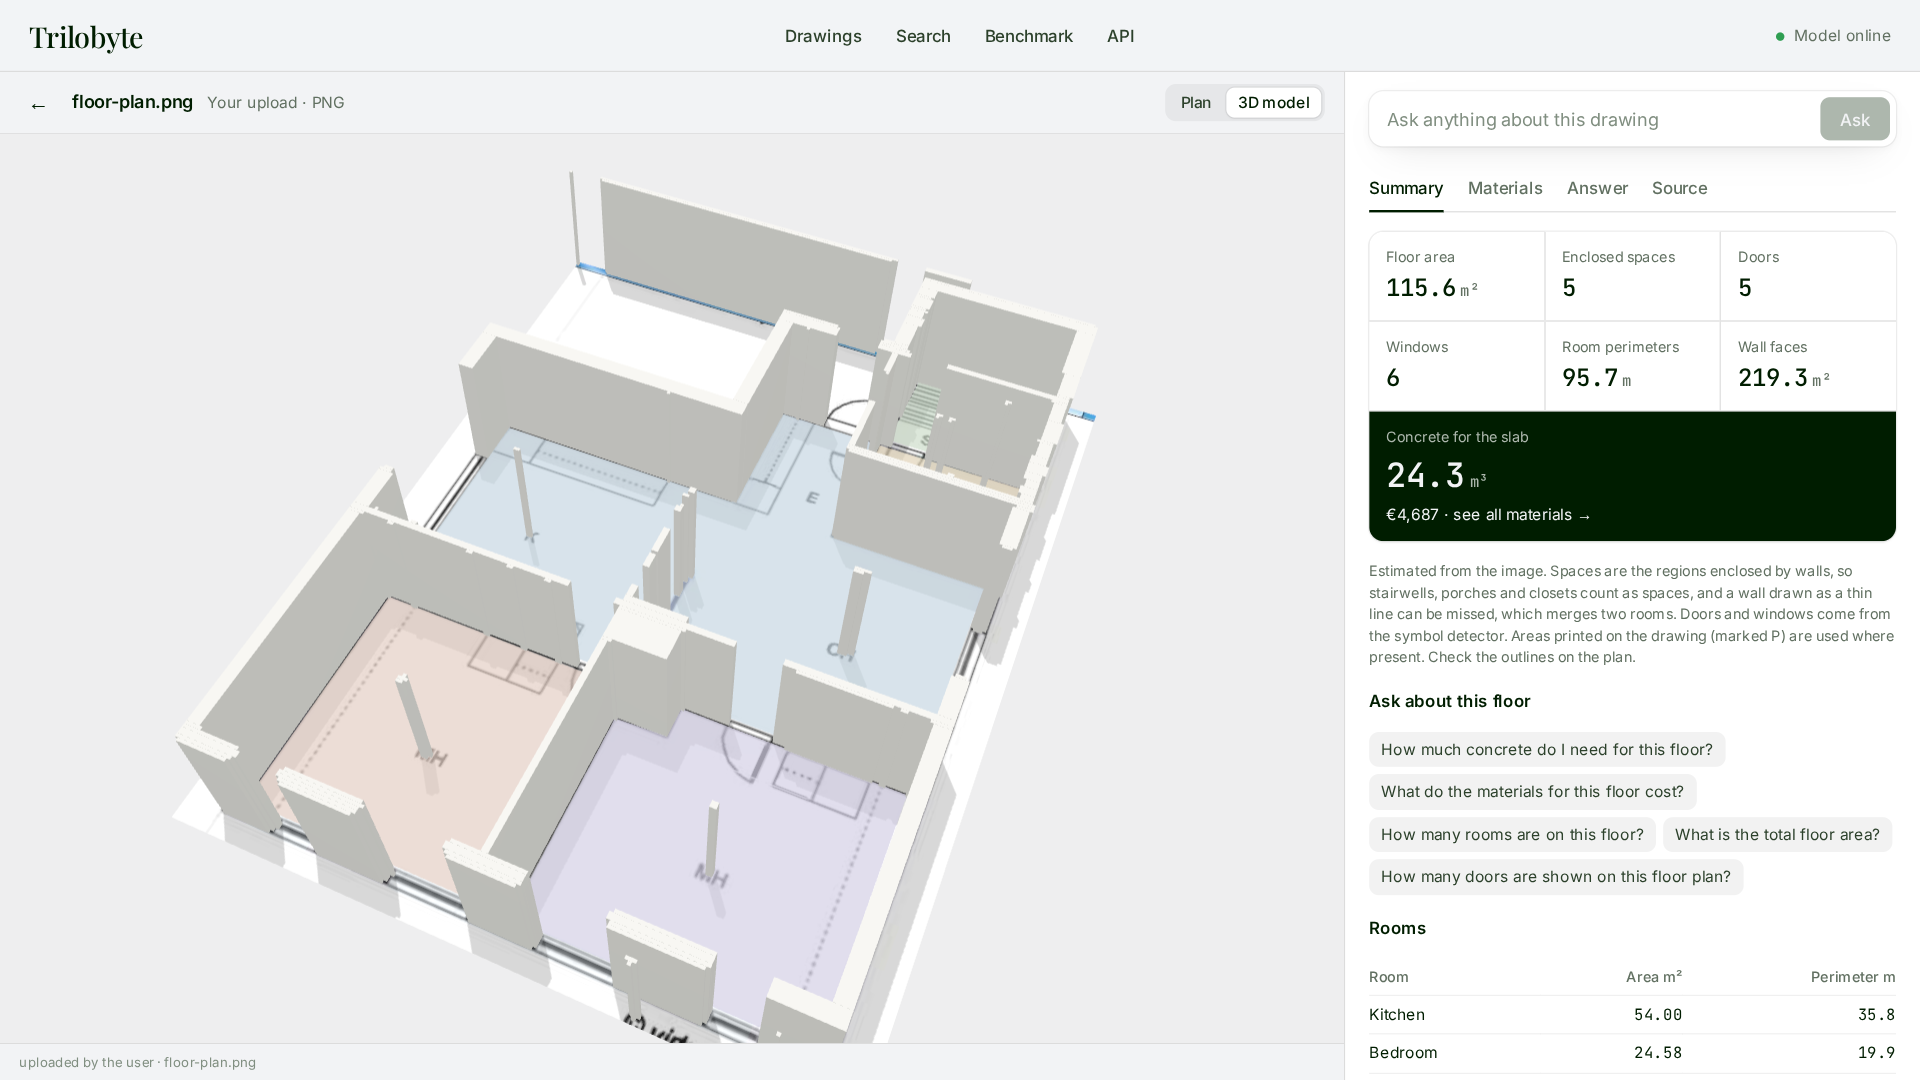 Trilobyte
Drawings Search Benchmark API
Model online
← floor-plan.png Your upload · PNG
Plan 3D model
Ask anything about this drawing
Ask
Summary Materials Answer Source
Floor area Enclosed spaces Doors
115.6 m² 5 5
Windows Room perimeters Wall faces
6 95.7 m 219.3 m²
Concrete for the slab
24.3 m³
€4,687 · see all materials →
Estimated from the image. Spaces are the regions enclosed by walls, so
stairwells, porches and closets count as spaces, and a wall drawn as a thin
line can be missed, which merges two rooms. Doors and windows come from
the symbol detector. Areas printed on the drawing (marked P) are used where
present. Check the outlines on the plan.
Ask about this floor
How much concrete do I need for this floor?
What do the materials for this floor cost?
How many rooms are on this floor? What is the total floor area?
How many doors are shown on this floor plan?
Rooms
Room Area m² Perimeter m
Kitchen 54.00 35.8
Bedroom 24.58 19.9
E
MH
uploaded by the user · floor-plan.png